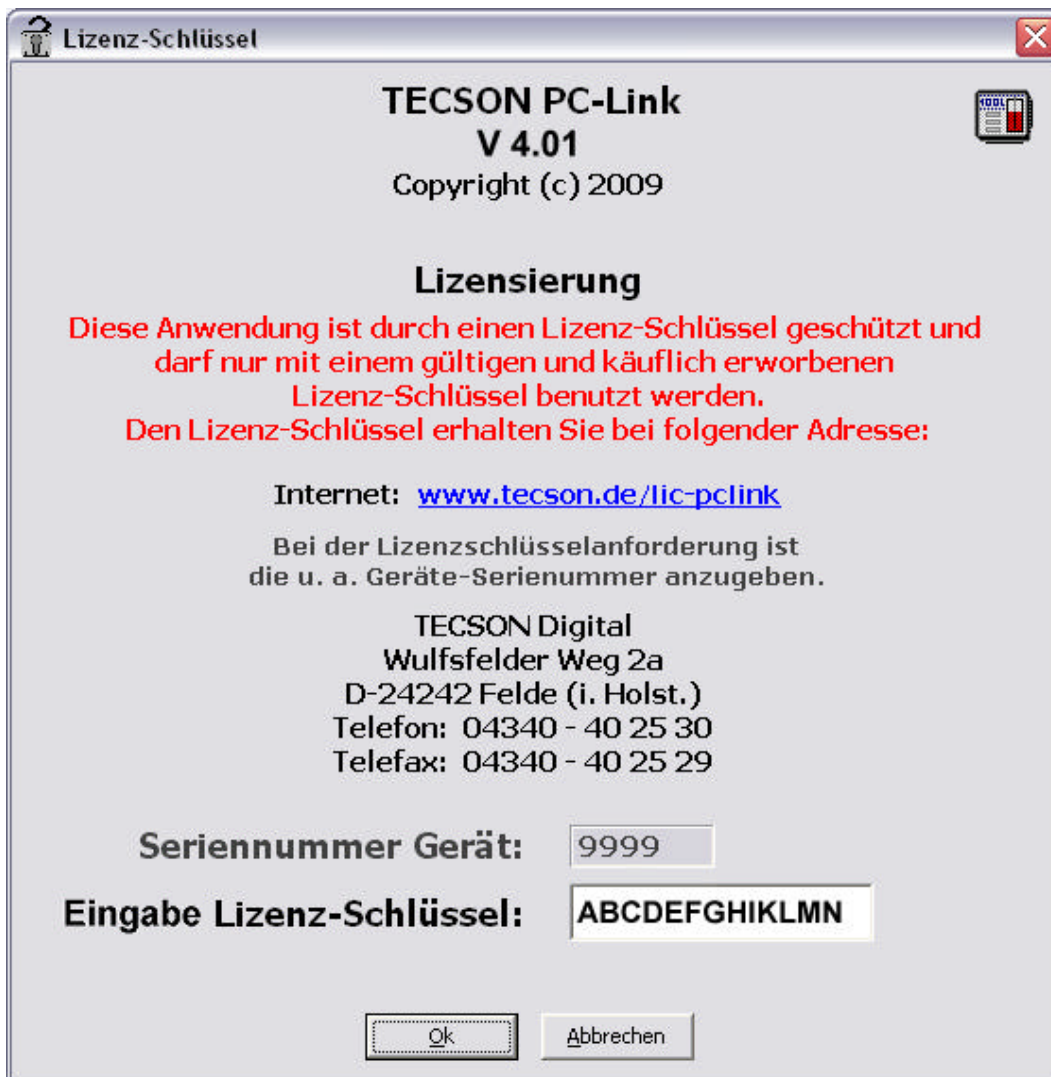 Lizenz-Schlüssel
TECSON PC-Link
V 4.01
Copyright (c) 2009
Lizensierung
Diese Anwendung ist durch einen Lizenz-Schlüssel geschützt und
darf nur mit einem gültigen und käuflich erworbenen
Lizenz-Schlüssel benutzt werden.
Den Lizenz-Schlüssel erhalten Sie bei folgender Adresse:
Internet: www.tecson.de/lic-pclink
Bei der Lizenzschlüsselanforderung ist
die u. a. Geräte-Serienummer anzugeben.
TECSON Digital
Wulfsfelder Weg 2a
D-24242 Felde (i. Holst.)
Telefon: 04340 - 40 25 30
Telefax: 04340 - 40 25 29
Seriennummer Gerät: 9999
Eingabe Lizenz-Schlüssel: ABCDEFGHIKLMN
Ok Abbrechen